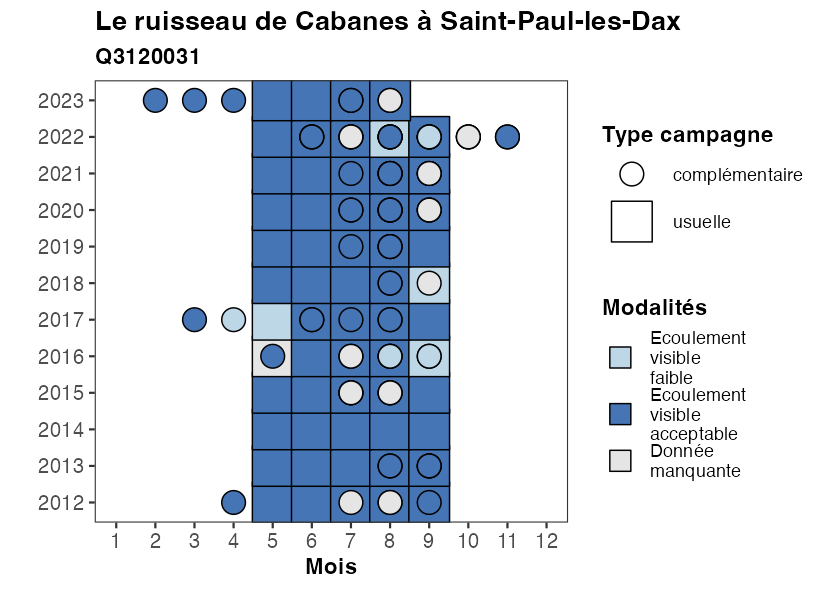 Le ruisseau de Cabanes à Saint-Paul-les-Dax
Q3120031
2023
2022
2021
2020
2019
2018
2017
2016
2015
2014
2013
2012
1 2 3 4 5 6 7 8 9 10 11 12
Mois
Type campagne
complémentaire
usuelle
Modalités
Ecoulement
visible
faible
Ecoulement
visible
acceptable
Donnée
manquante